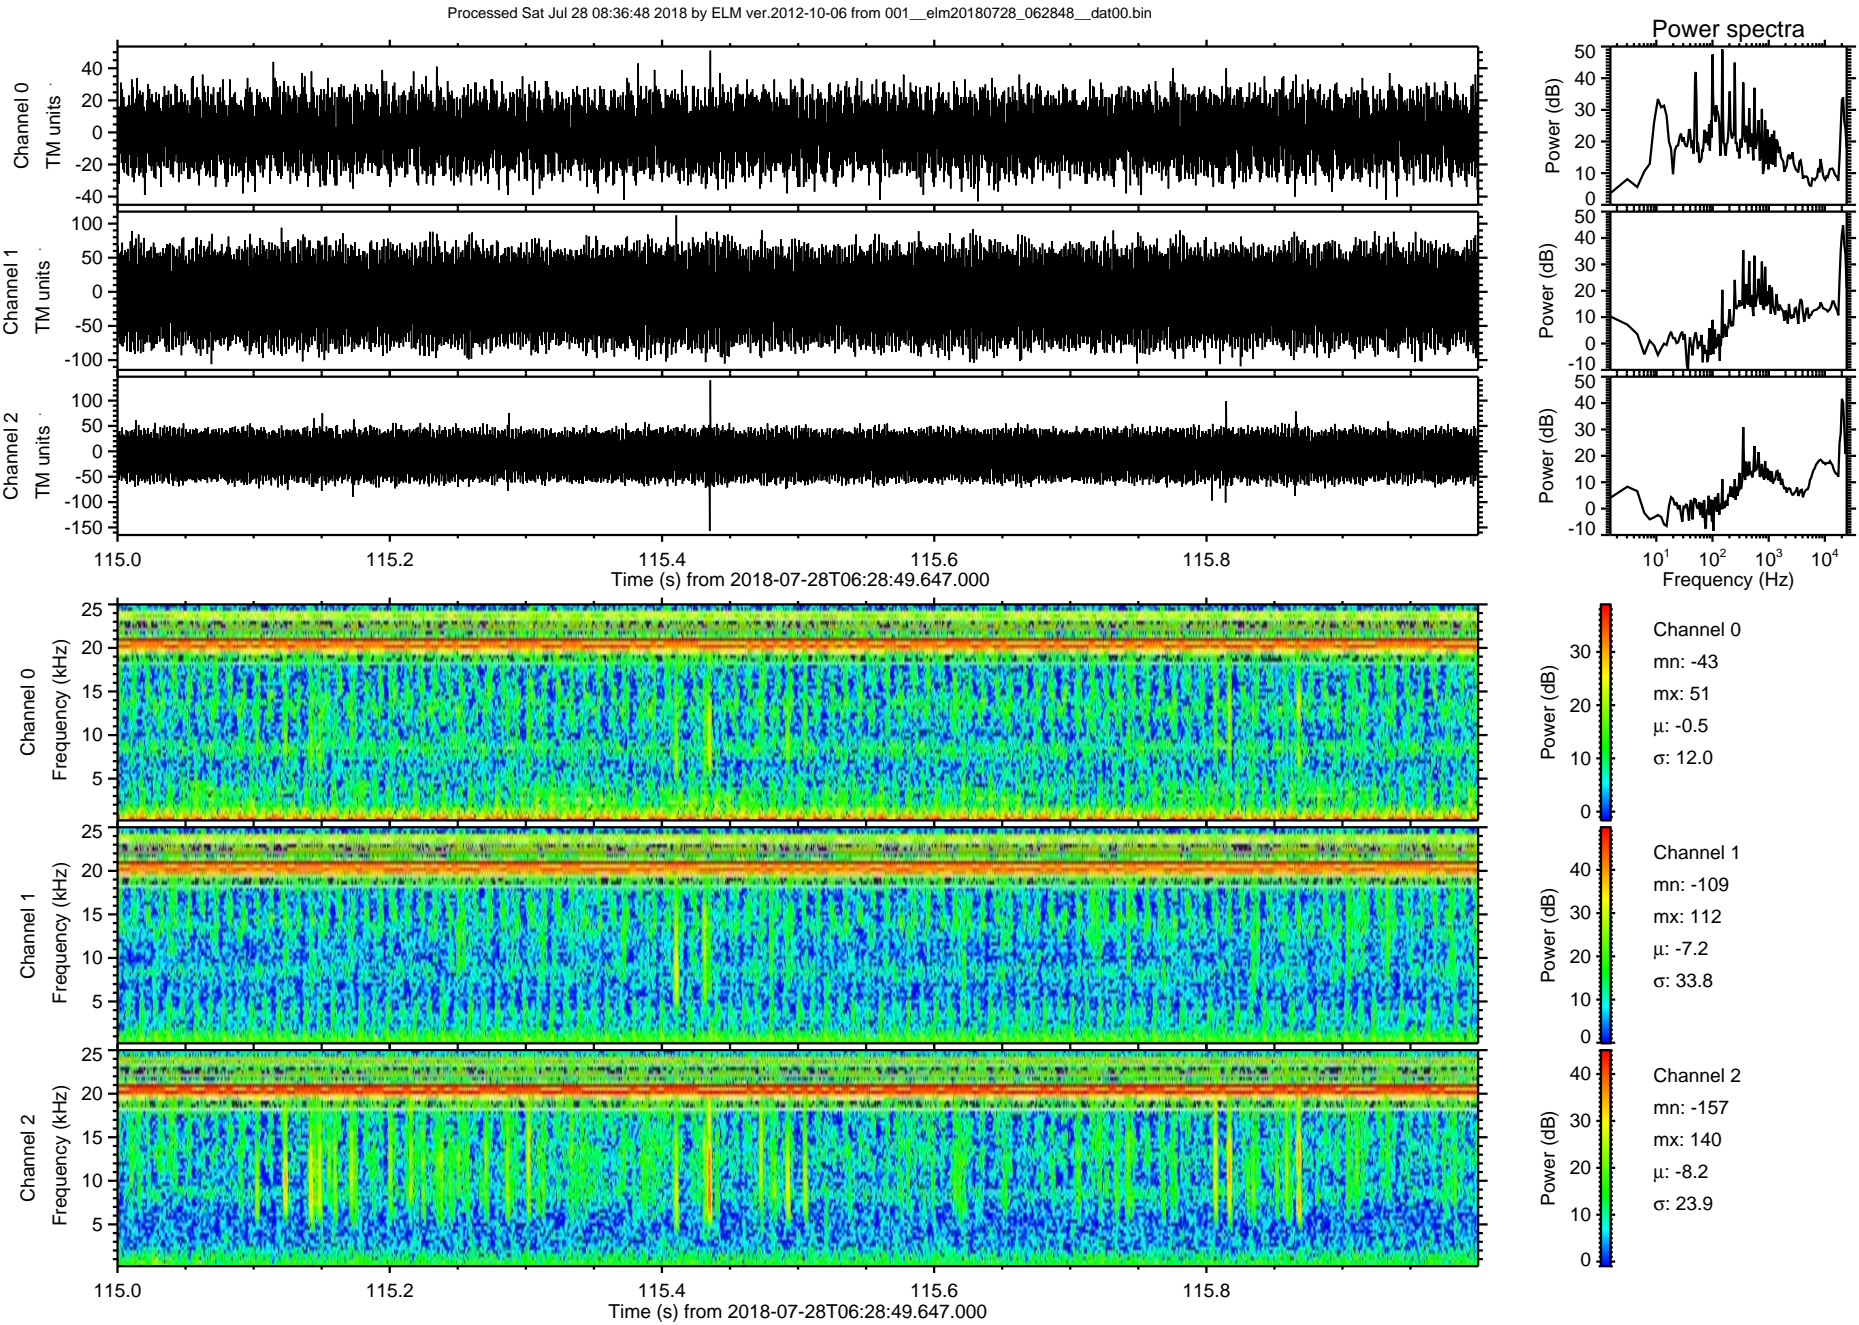 Processed Sat Jul 28 08:36:48 2018 by ELM ver.2012-10-06 from 001__elm20180728_062848__dat00.bin
Power spectra
Channel 0
TM units
40
20
0
-20
-40
Power (dB)
50
40
30
20
10
0
Channel 1
TM units
100
50
0
-50
-100
Power (dB)
50
40
30
20
10
0
-10
Channel 2
TM units
100
50
0
-50
-100
-150
Power (dB)
50
40
30
20
10
0
-10
115.0 115.2 115.4 115.6 115.8
Time (s) from 2018-07-28T06:28:49.647.000
10^1 10^2 10^3 10^4
Frequency (Hz)
Channel 0
Frequency (kHz)
25
20
15
10
5
Power (dB)
30
20
10
0
Channel 0
mn: -43
mx: 51
μ: -0.5
σ: 12.0
Channel 1
Frequency (kHz)
25
20
15
10
5
Power (dB)
40
30
20
10
0
Channel 1
mn: -109
mx: 112
μ: -7.2
σ: 33.8
Channel 2
Frequency (kHz)
25
20
15
10
5
Power (dB)
40
30
20
10
0
Channel 2
mn: -157
mx: 140
μ: -8.2
σ: 23.9
115.0 115.2 115.4 115.6 115.8
Time (s) from 2018-07-28T06:28:49.647.000